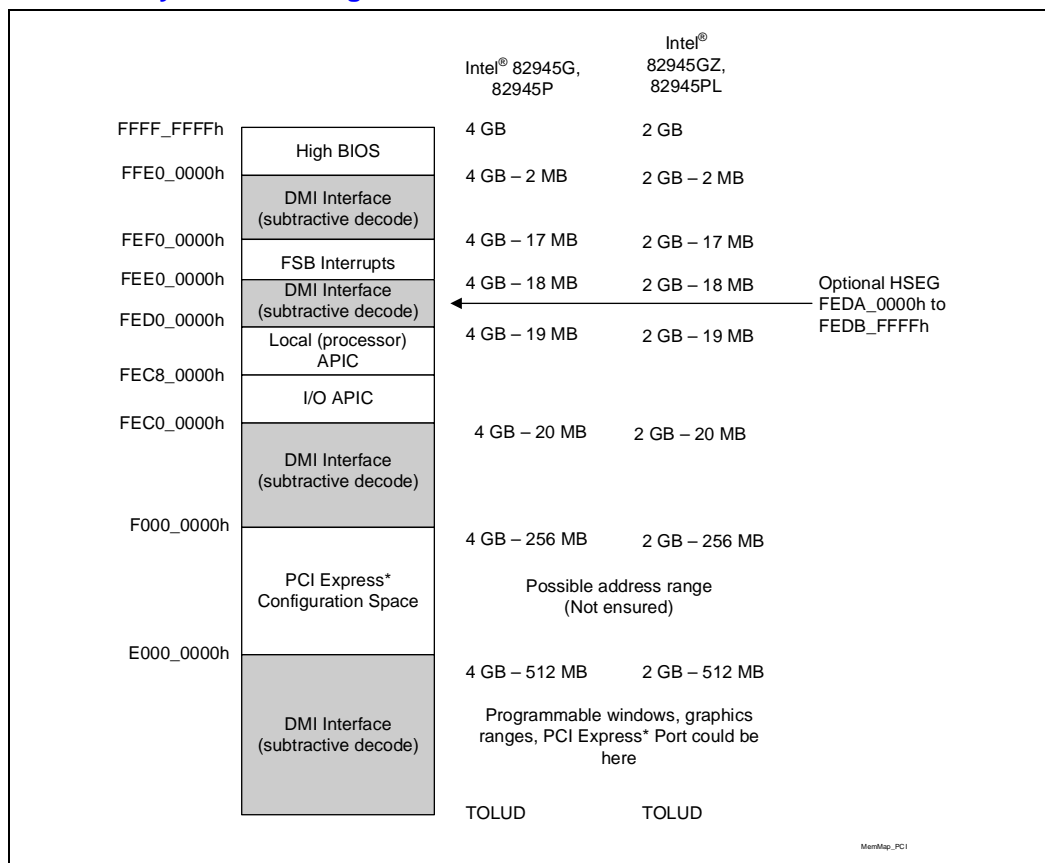 Intel® 82945G,
82945P
Intel®
82945GZ,
82945PL
FFFF_FFFFh
4 GB
2 GB
High BIOS
FFE0_0000h
4 GB – 2 MB
2 GB – 2 MB
DMI Interface
(subtractive decode)
FEF0_0000h
4 GB – 17 MB
2 GB – 17 MB
FSB Interrupts
FEE0_0000h
4 GB – 18 MB
2 GB – 18 MB
DMI Interface
(subtractive decode)
Optional HSEG
FEDA_0000h to
FEDB_FFFFh
FED0_0000h
4 GB – 19 MB
2 GB – 19 MB
Local (processor)
APIC
FEC8_0000h
I/O APIC
FEC0_0000h
4 GB – 20 MB
2 GB – 20 MB
DMI Interface
(subtractive decode)
F000_0000h
4 GB – 256 MB
2 GB – 256 MB
PCI Express*
Configuration Space
Possible address range
(Not ensured)
E000_0000h
4 GB – 512 MB
2 GB – 512 MB
DMI Interface
(subtractive decode)
Programmable windows, graphics
ranges, PCI Express* Port could be
here
TOLUD
TOLUD
MemMap_PCI